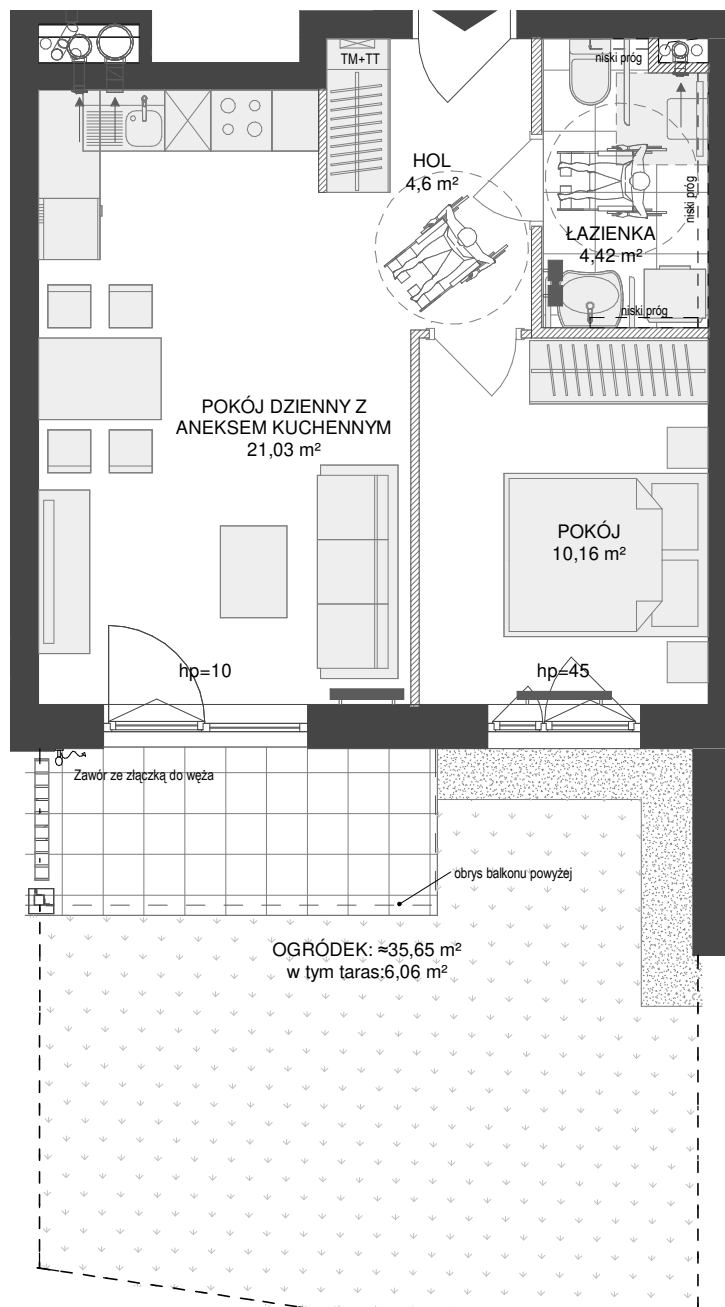 TM+TT
niski próg
HOL
4,6 m²
niski próg
ŁAZIENKA
4,42 m²
niski próg
POKÓJ DZIENNY Z
ANEKSEM KUCHENNYM
21,03 m²
POKÓJ
10,16 m²
hp=10
hp=45
Zawór ze złączką do węża
obrys balkonu powyżej
OGRÓDEK: ≈35,65 m²
w tym taras:6,06 m²